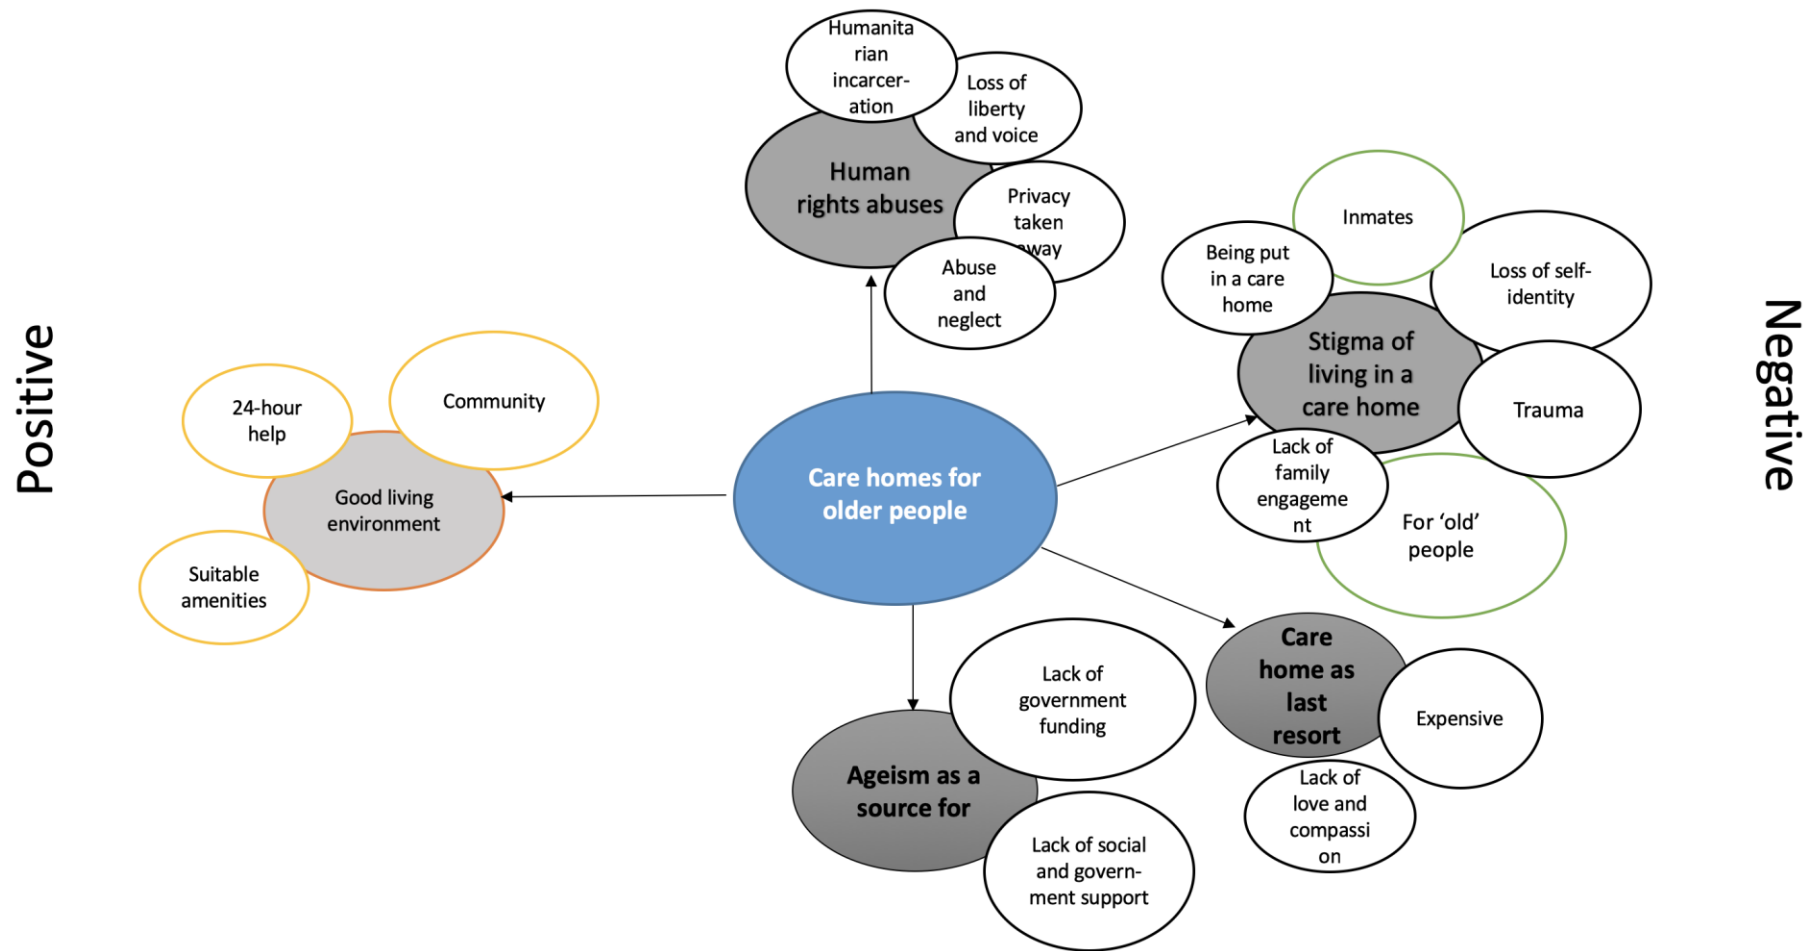 Positive
24-hour
help
Community
Good living
environment
Suitable
amenities
Humanita
rian
incarcer-
ation
Loss of
liberty
and voice
Human
rights abuses
Privacy
taken
away
Abuse
and
neglect
Care homes for
older people
Inmates
Being put
in a care
home
Loss of self-
identity
Stigma of
living in a
care home
Trauma
Lack of
family
engageme
nt
For ‘old’
people
Care
home as
last
resort
Expensive
Lack of
love and
compassi
on
Lack of
government
funding
Ageism as a
source for
Lack of social
and govern-
ment support
Negative